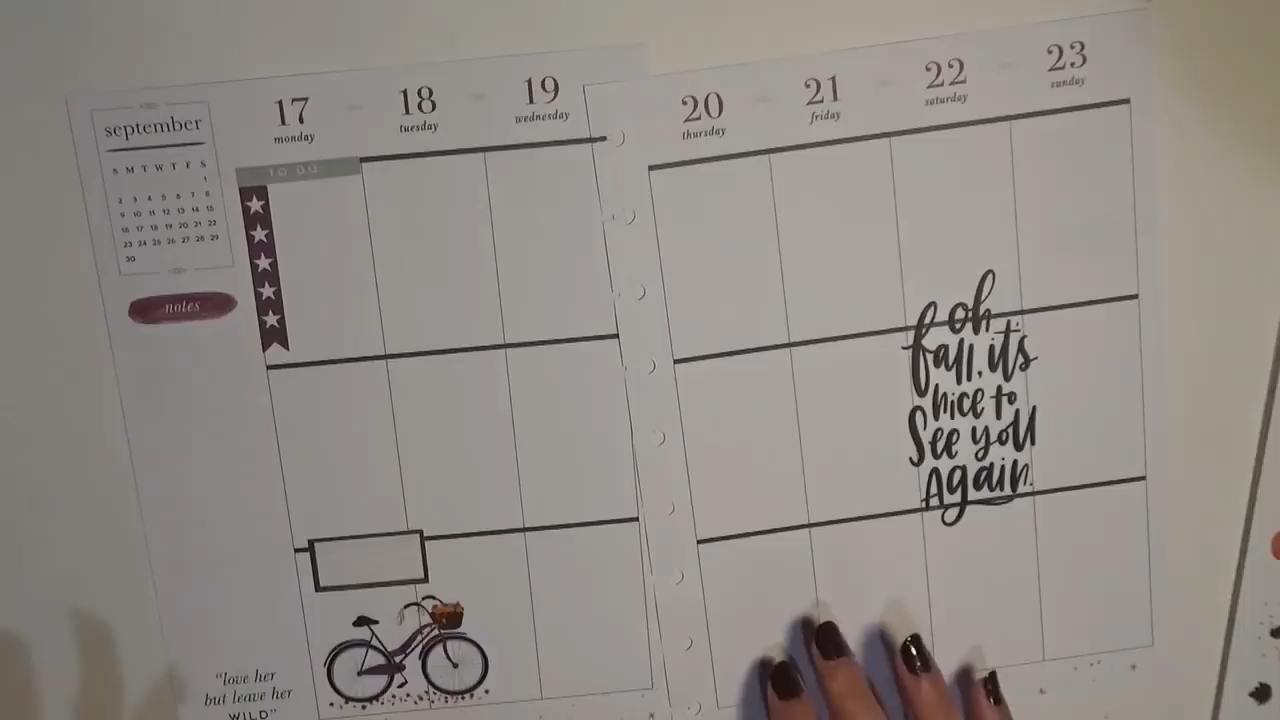 september
S M T W T F S
1
2 3 4 5 6 7 8
9 10 11 12 13 14 15
16 17 18 19 20 21 22
23 24 25 26 27 28 29
30
notes
"love her
but leave her
WILD"
17
monday
18
tuesday
19
wednesday
TO DO
20
thursday
21
friday
22
saturday
23
sunday
oh
fall, it's
nice to
See you
Again.